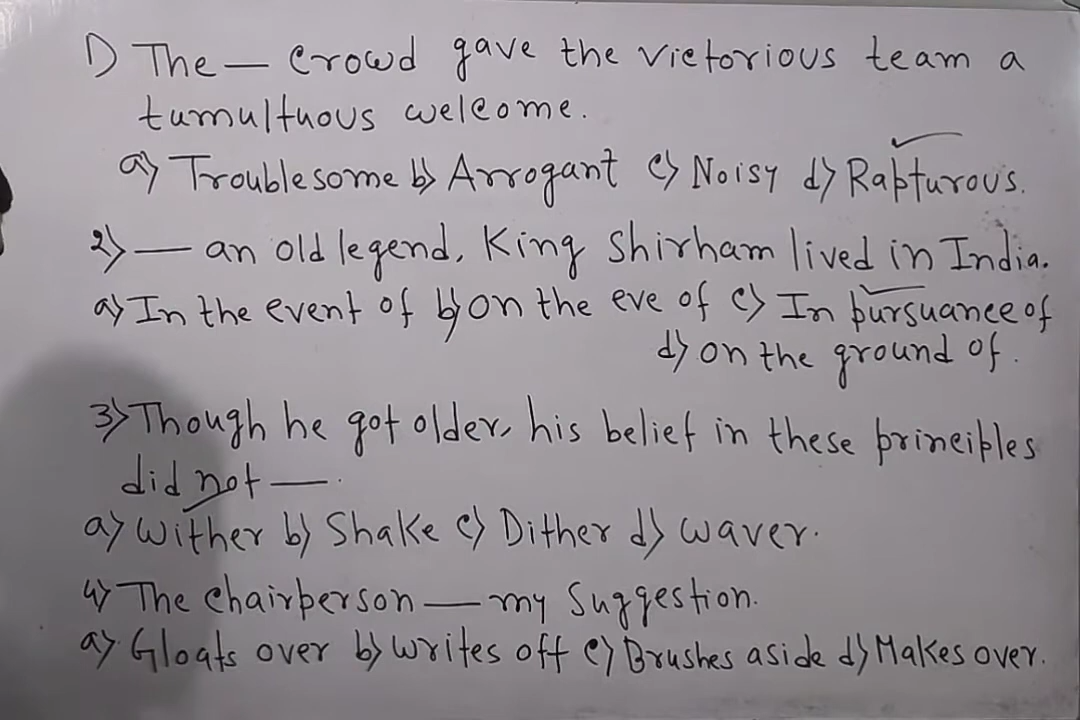 1) The — crowd gave the victorious team a
tumultuous welcome.
a) Troublesome b) Arrogant c) Noisy d) Rapturous.
2) — an old legend, King Shirham lived in India.
a) In the event of b) on the eve of c) In pursuance of
d) on the ground of.
3) Though he got older, his belief in these principles
did not —.
a) Wither b) Shake c) Dither d) waver.
4) The chairperson — my Suggestion.
a) Gloats over b) writes off c) Brushes aside d) Makes over.